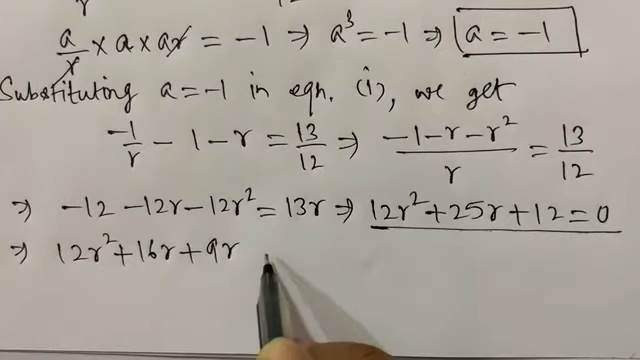 a/r × a × ar = -1 ⇒ a³ = -1 ⇒ a = -1
Substituting a = -1 in eqn. (i), we get
-1/r - 1 - r = 13/12 ⇒ (-1 - r - r²)/r = 13/12
⇒ -12 - 12r - 12r² = 13r ⇒ 12r² + 25r + 12 = 0
⇒ 12r² + 16r + 9r